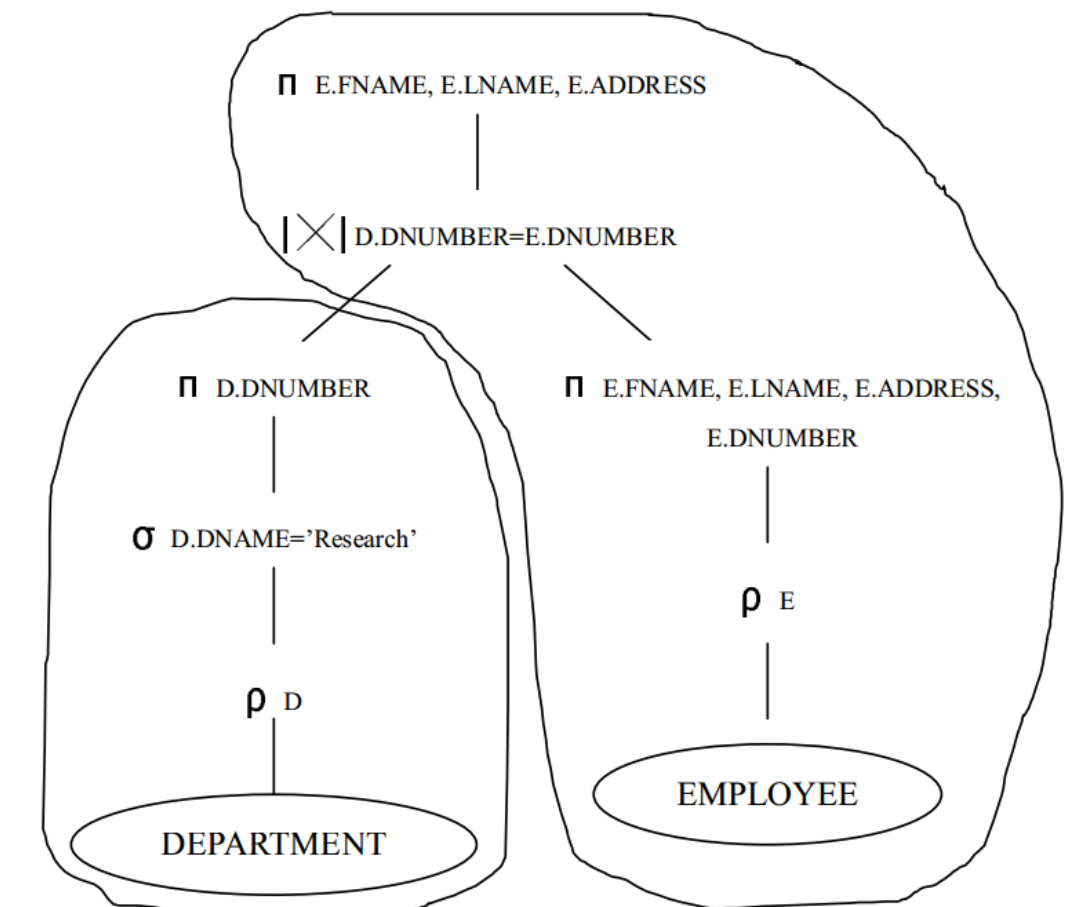 π E.FNAME, E.LNAME, E.ADDRESS
|×| D.DNUMBER=E.DNUMBER
π D.DNUMBER
π E.FNAME, E.LNAME, E.ADDRESS,
E.DNUMBER
σ D.DNAME=’Research’
ρ E
ρ D
EMPLOYEE
DEPARTMENT